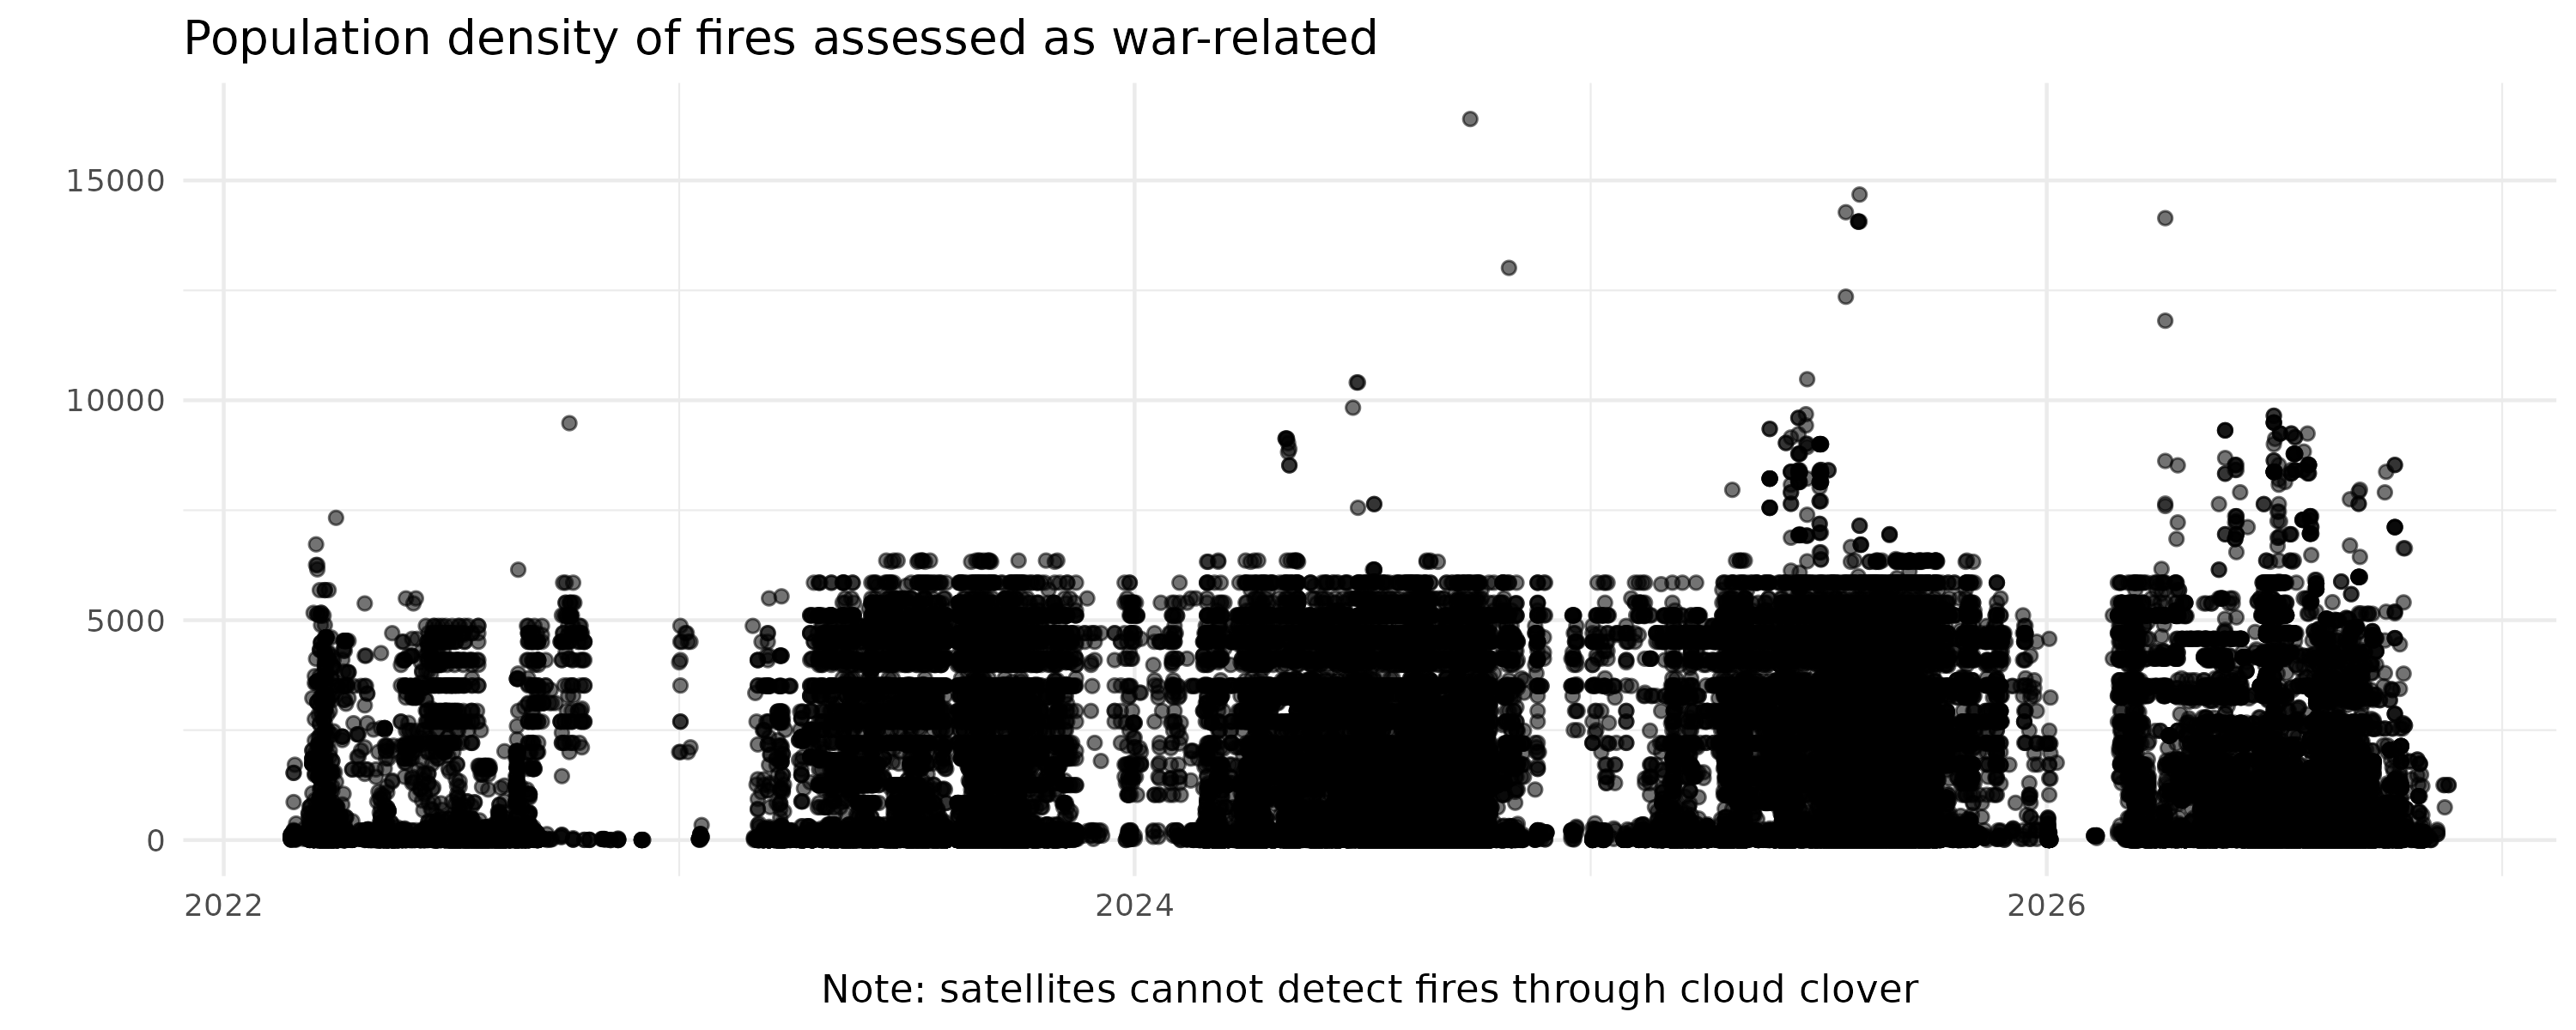 Population density of fires assessed as war-related
15000
10000
5000
0
2022 2024 2026
Note: satellites cannot detect fires through cloud clover